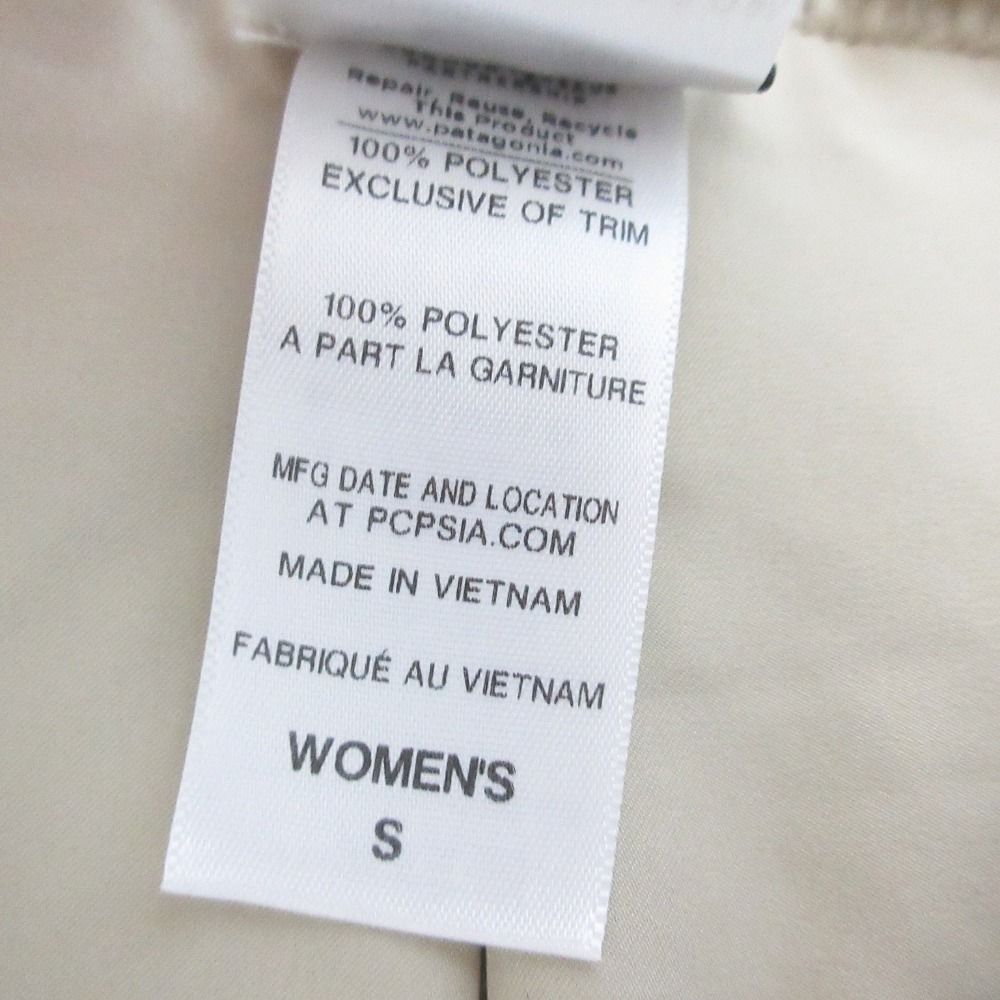 Repair, Reuse, Recycle
This Product
www.patagonia.com
100% POLYESTER
EXCLUSIVE OF TRIM
100% POLYESTER
A PART LA GARNITURE
MFG DATE AND LOCATION
AT PCPSIA.COM
MADE IN VIETNAM
FABRIQUÉ AU VIETNAM
WOMEN'S
S